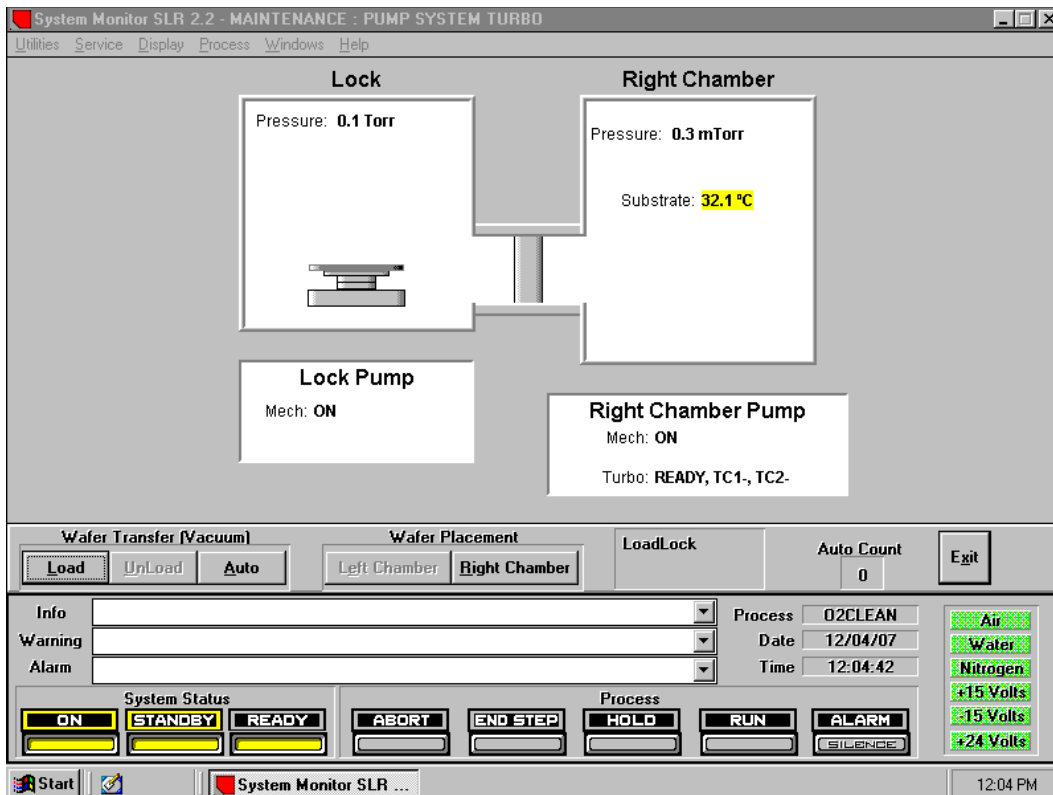 System Monitor SLR 2.2 - MAINTENANCE : PUMP SYSTEM TURBO
Utilities Service Display Process Windows Help
Lock Right Chamber
Pressure: 0.1 Torr
Pressure: 0.3 mTorr
Substrate: 32.1 ºC
Lock Pump
Mech: ON
Right Chamber Pump
Mech: ON
Turbo: READY, TC1-, TC2-
Wafer Transfer (Vacuum) Wafer Placement LoadLock Auto Count
Load UnLoad Auto Left Chamber Right Chamber 0 Exit
Info Process O2CLEAN Air
Warning Date 12/04/07 Water
Alarm Time 12:04:42 Nitrogen
System Status Process +15 Volts
ON STANDBY READY ABORT END STEP HOLD RUN ALARM -15 Volts
SILENCE +24 Volts
Start System Monitor SLR ... 12:04 PM